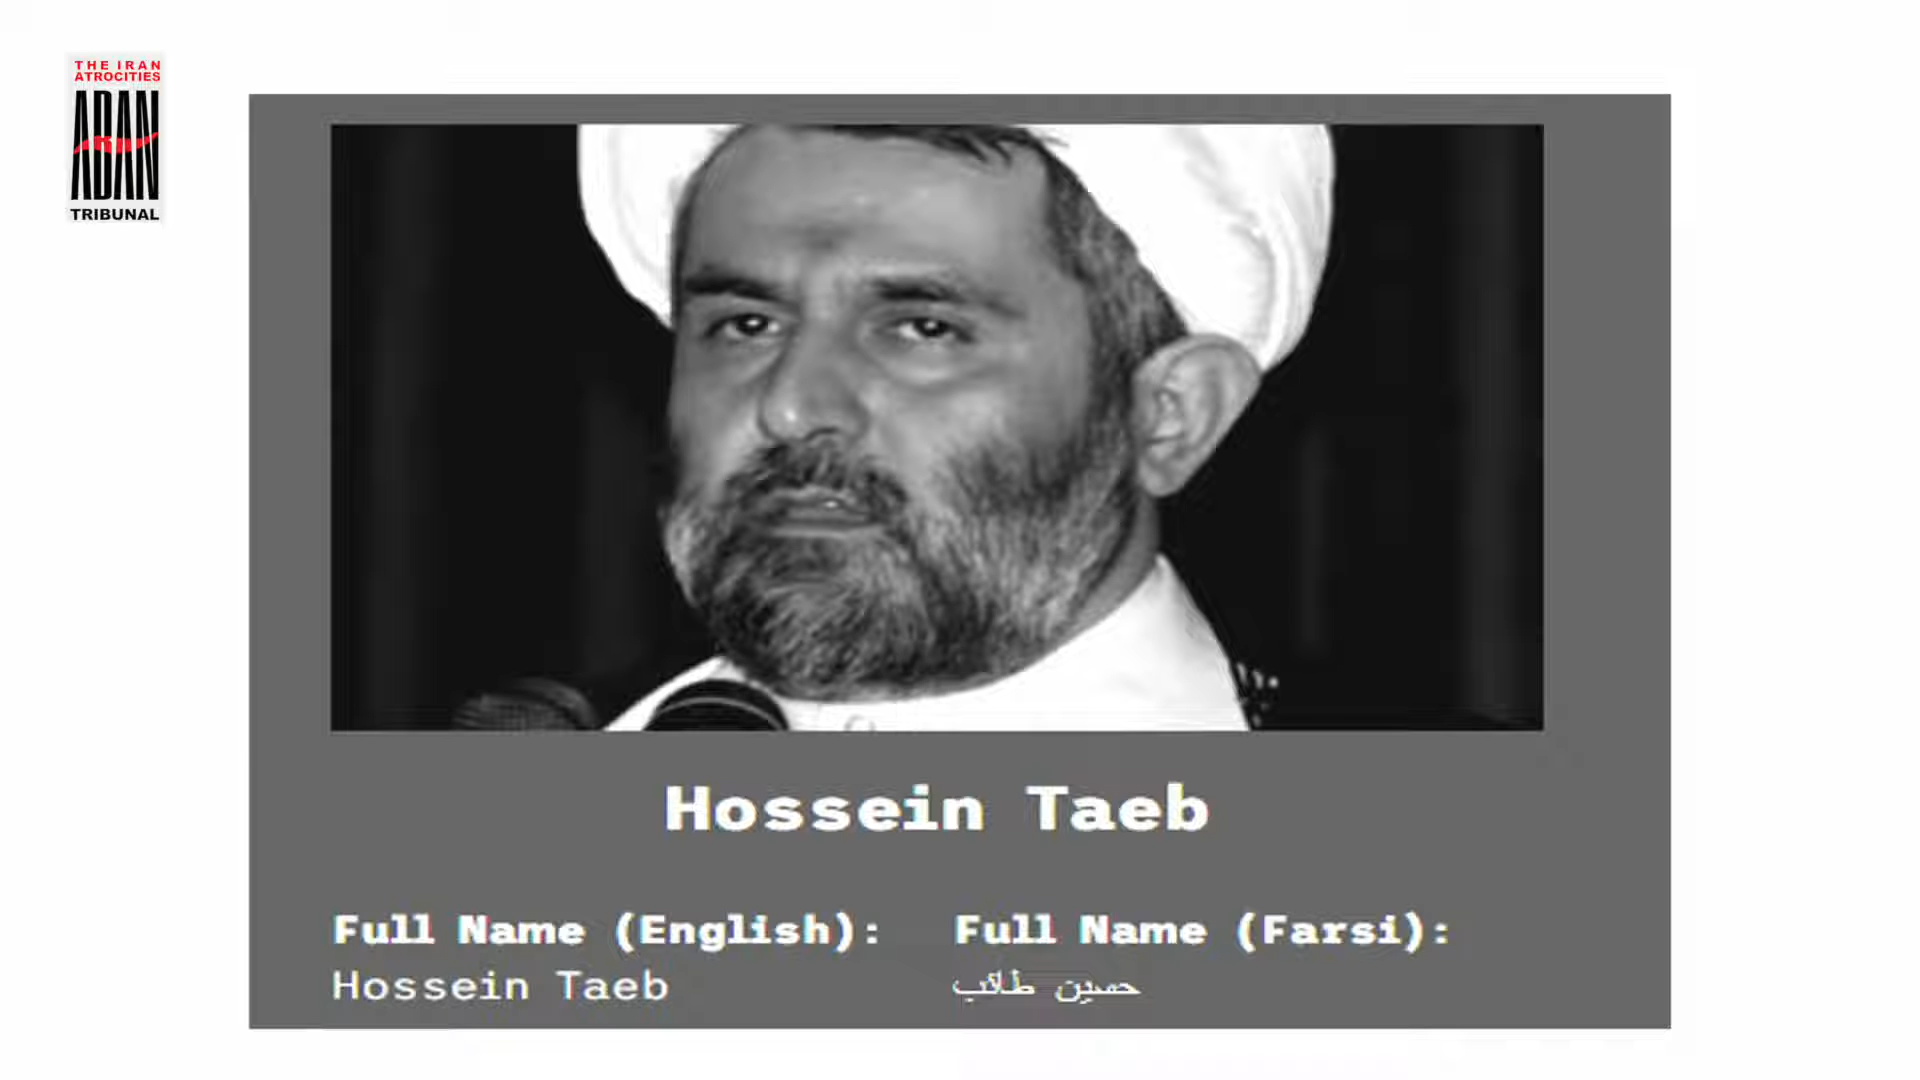 THE IRAN
ATROCITIES
ABAN
TRIBUNAL
Hossein Taeb
Full Name (English):
Hossein Taeb
Full Name (Farsi):
حسین طائب